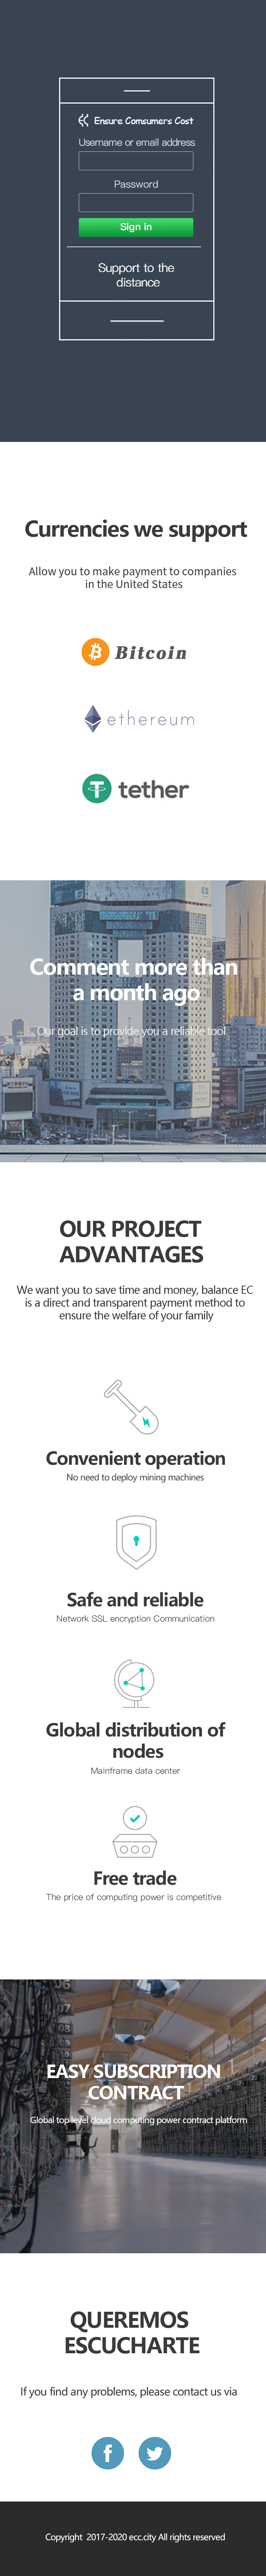 Ensure Comsumers Cost
Username or email address
Password
Sign in
Support to the
distance
Currencies we support
Allow you to make payment to companies
in the United States
Bitcoin
ethereum
tether
Comment more than
a month ago
Our goal is to provide you a reliable tool
OUR PROJECT
ADVANTAGES
We want you to save time and money, balance EC
is a direct and transparent payment method to
ensure the welfare of your family
Convenient operation
No need to deploy mining machines
Safe and reliable
Network SSL encryption Communication
Global distribution of
nodes
Mainframe data center
Free trade
The price of computing power is competitive
EASY SUBSCRIPTION
CONTRACT
Global top level cloud computing power contract platform
QUEREMOS
ESCUCHARTE
If you find any problems, please contact us via
Copyright 2017-2020 ecc.city All rights reserved